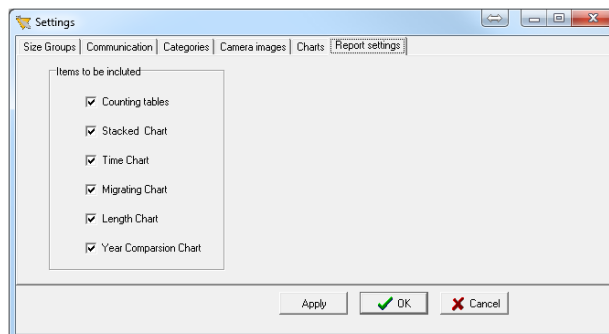 Settings
Size Groups Communication Categories Camera images Charts Report settings
Items to be included
Counting tables
Stacked Chart
Time Chart
Migrating Chart
Length Chart
Year Comparsion Chart
Apply OK Cancel